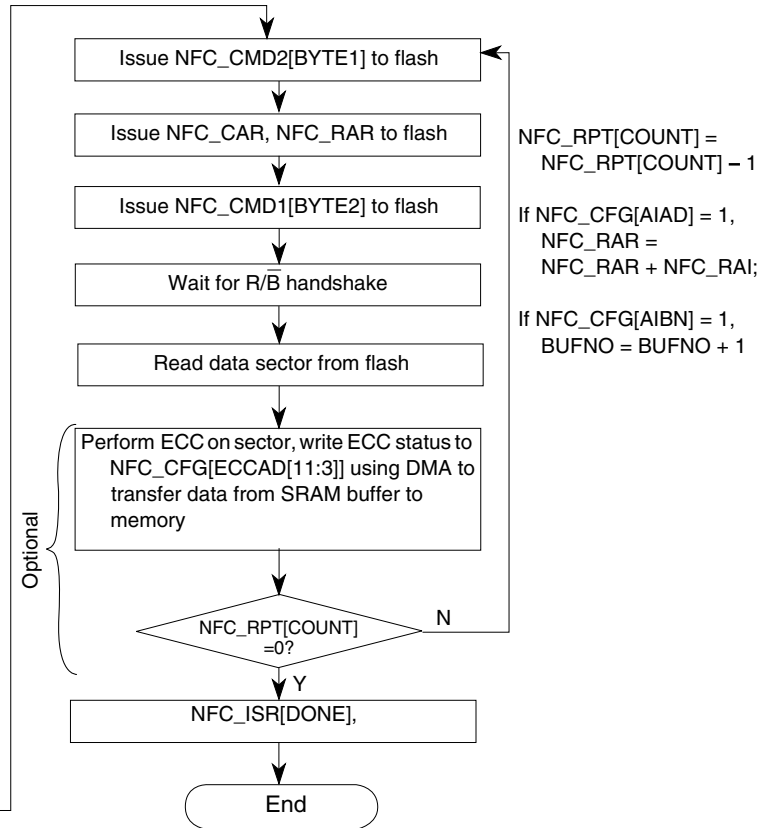 Issue NFC_CMD2[BYTE1] to flash
Issue NFC_CAR, NFC_RAR to flash
Issue NFC_CMD1[BYTE2] to flash
Wait for R/B̅ handshake
Read data sector from flash
Perform ECC on sector, write ECC status to
NFC_CFG[ECCAD[11:3]] using DMA to
transfer data from SRAM buffer to
memory
Optional
NFC_RPT[COUNT]
=0?
N
Y
NFC_ISR[DONE],
End
NFC_RPT[COUNT] =
NFC_RPT[COUNT] – 1
If NFC_CFG[AIAD] = 1,
NFC_RAR =
NFC_RAR + NFC_RAI;
If NFC_CFG[AIBN] = 1,
BUFNO = BUFNO + 1